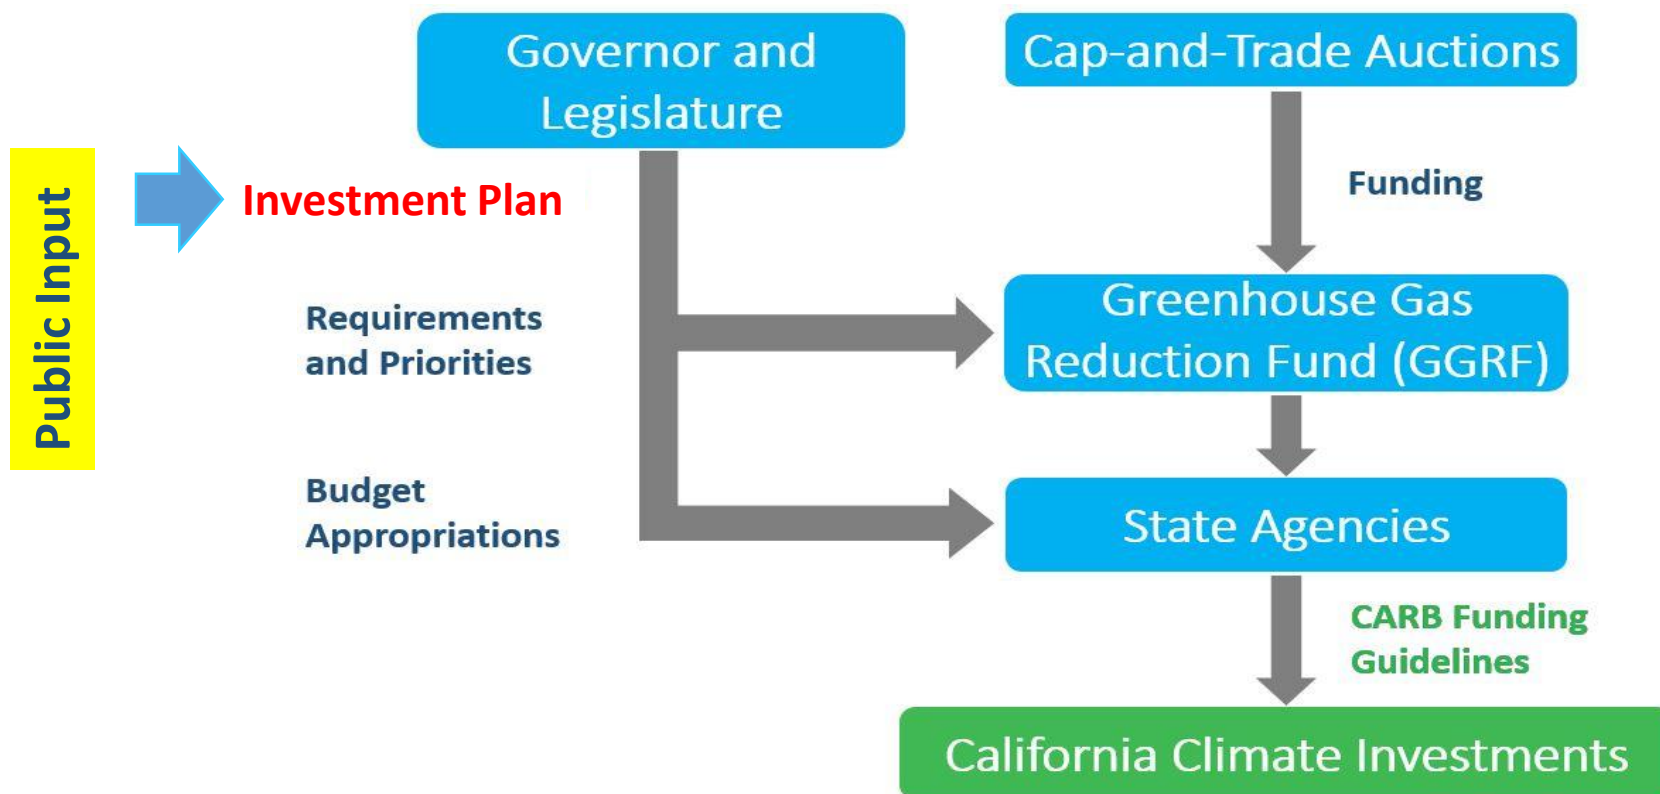 Governor and
Legislature
Cap-and-Trade Auctions
Public Input
Investment Plan
Funding
Requirements
and Priorities
Greenhouse Gas
Reduction Fund (GGRF)
Budget
Appropriations
State Agencies
CARB Funding
Guidelines
California Climate Investments